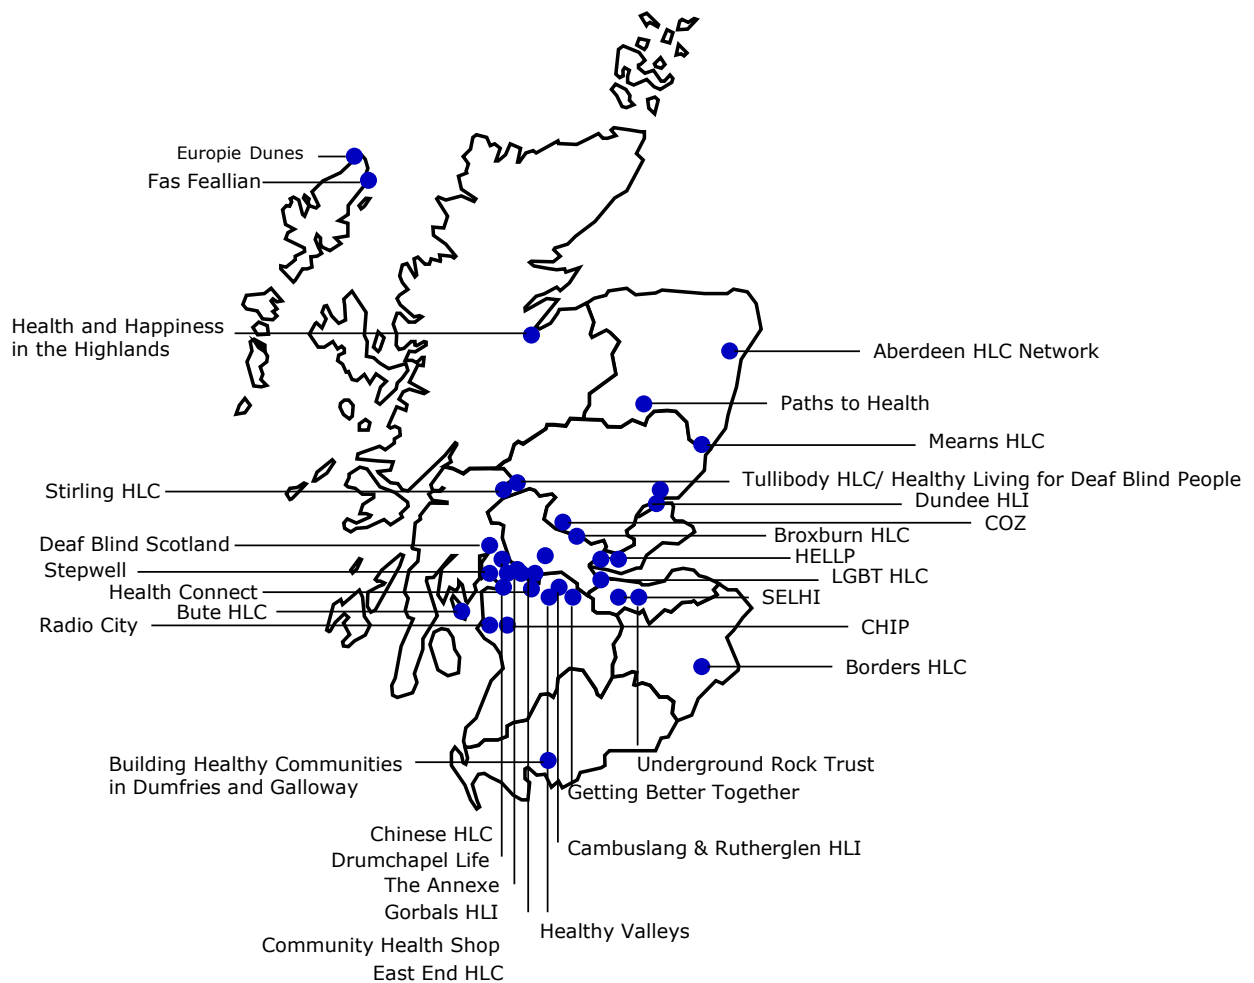 Europie Dunes
Fas Feallian
Health and Happiness
in the Highlands
Aberdeen HLC Network
Paths to Health
Mearns HLC
Tullibody HLC/ Healthy Living for Deaf Blind People
Stirling HLC
Dundee HLI
COZ
Broxburn HLC
Deaf Blind Scotland
HELLP
Stepwell
LGBT HLC
Health Connect
SELHI
Bute HLC
Radio City
CHIP
Borders HLC
Building Healthy Communities
in Dumfries and Galloway
Underground Rock Trust
Getting Better Together
Chinese HLC
Cambuslang & Rutherglen HLI
Drumchapel Life
The Annexe
Gorbals HLI
Healthy Valleys
Community Health Shop
East End HLC